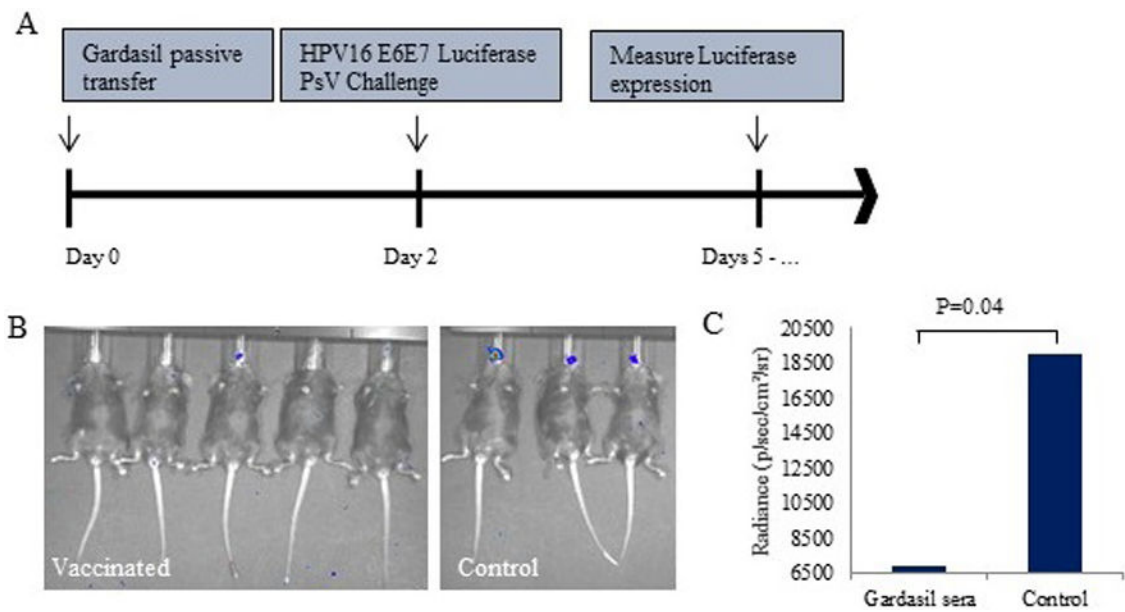 A
Gardasil passive
transfer
HPV16 E6E7 Luciferase
PsV Challenge
Measure Luciferase
expression
Day 0
Day 2
Days 5 - ...
B
Vaccinated
Control
C
P=0.04
Radiance (p/sec/cm²/sr)
20500
18500
16500
14500
12500
10500
8500
6500
Gardasil sera
Control